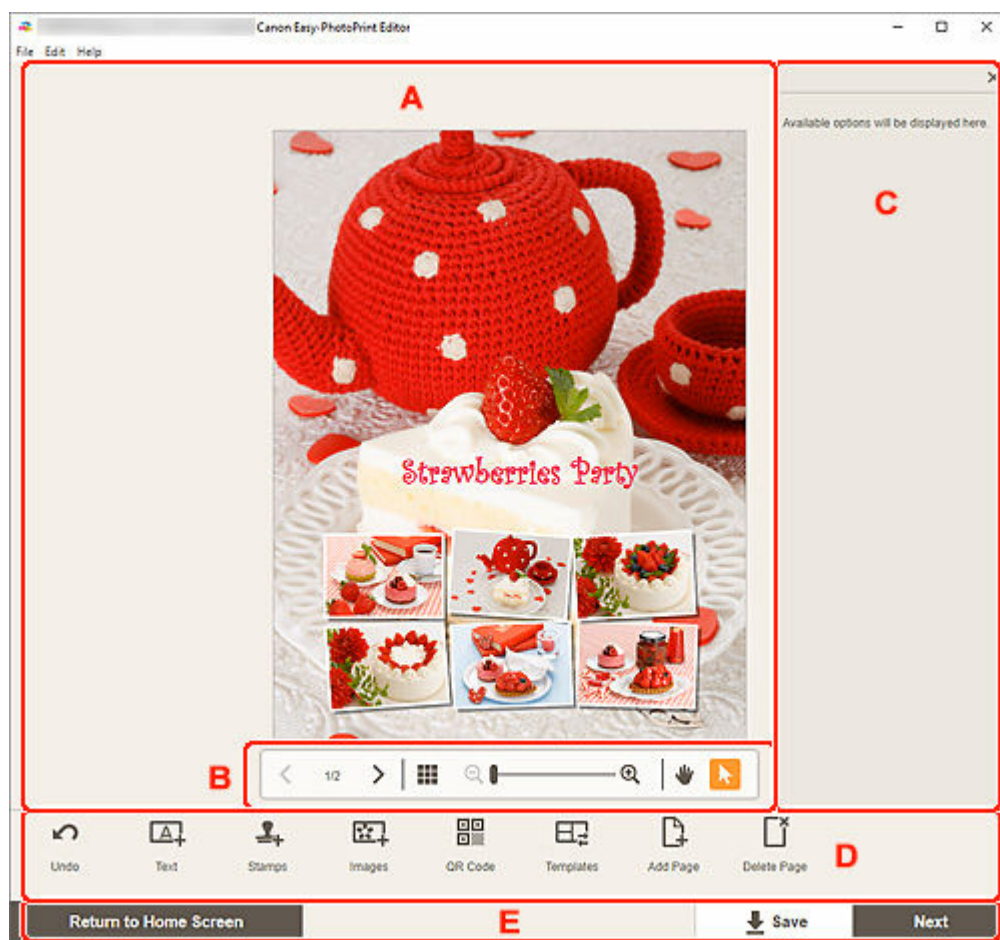 Canon Easy-PhotoPrint Editor
File Edit Help
A
Available options will be displayed here.
C
Strawberries Party
B
1/2
Undo
Text
Stamps
Images
QR Code
Templates
Add Page
Delete Page
D
Return to Home Screen
E
Save
Next